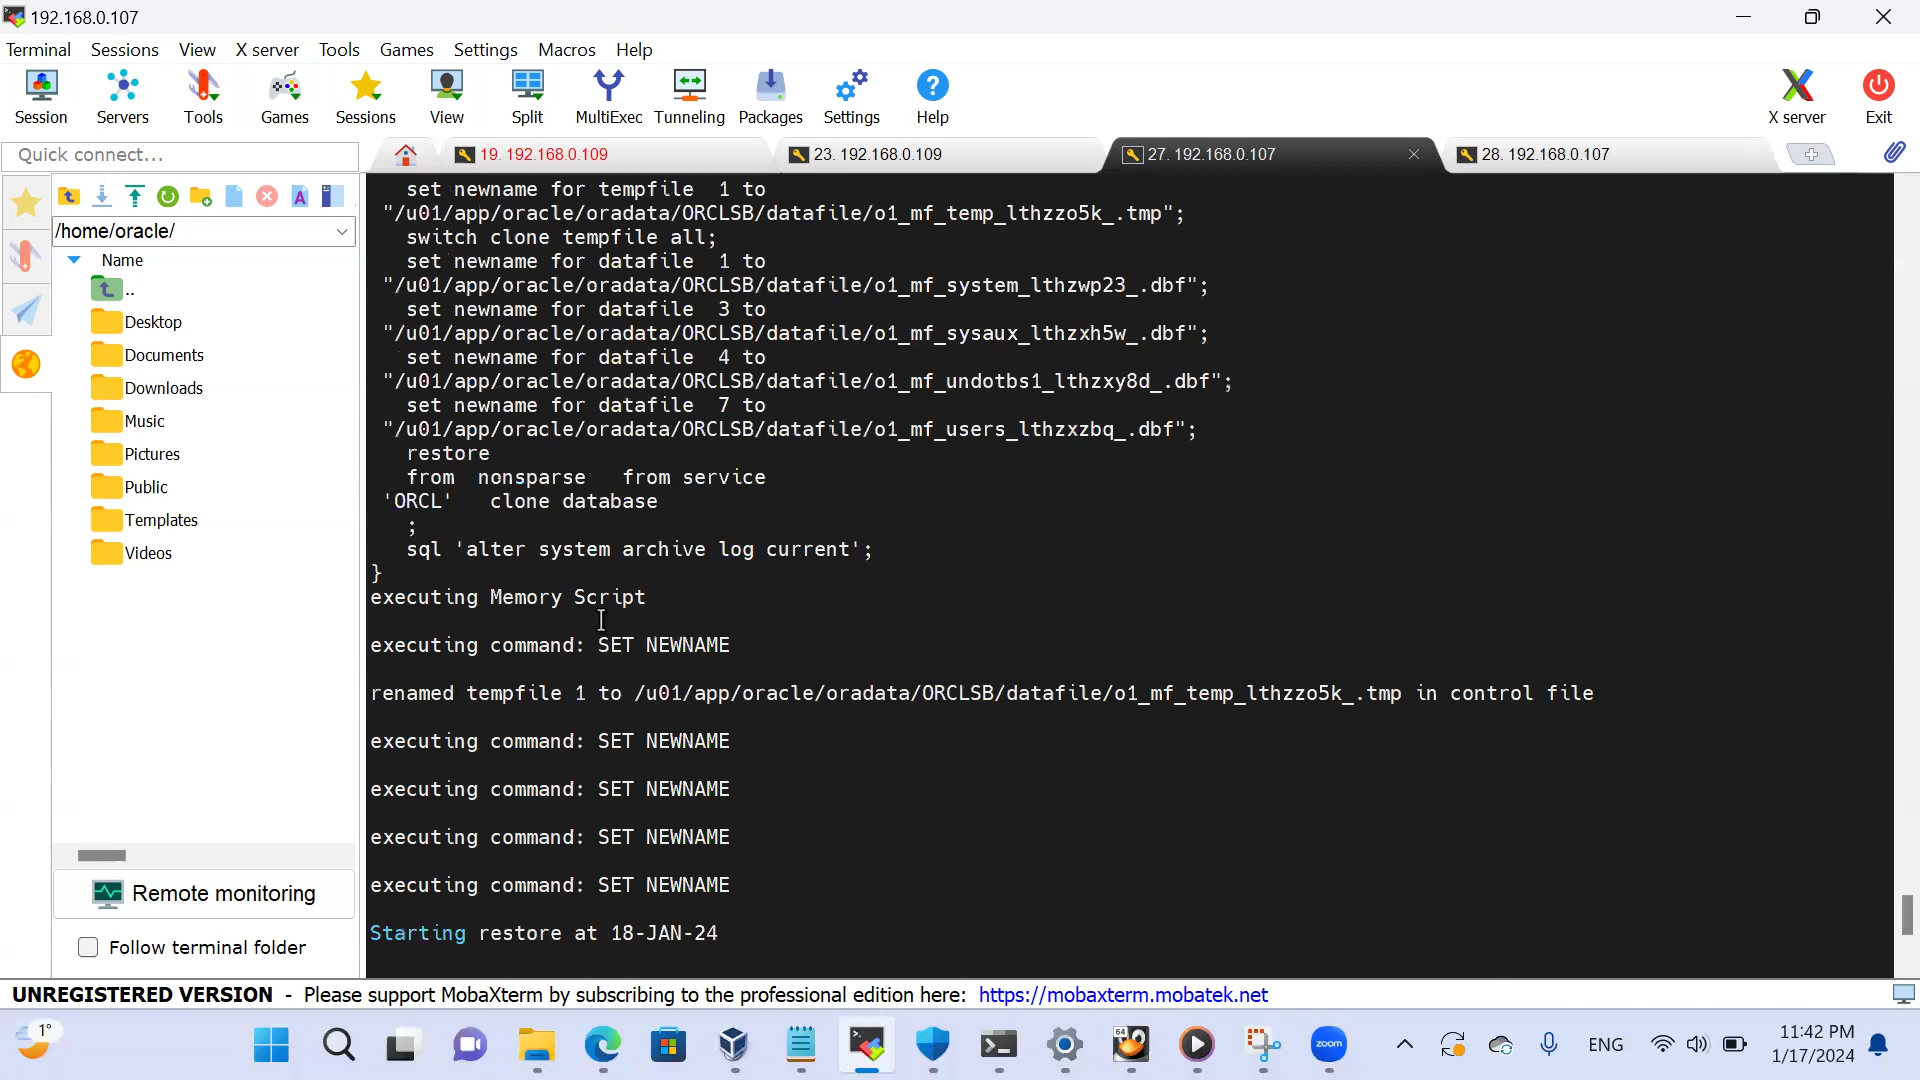 192.168.0.107
Terminal Sessions View X server Tools Games Settings Macros Help
Session Servers Tools Games Sessions View Split MultiExec Tunneling Packages Settings Help X server Exit
Quick connect...
19. 192.168.0.109
23. 192.168.0.109
27. 192.168.0.107
28. 192.168.0.107
/home/oracle/
Name
..
Desktop
Documents
Downloads
Music
Pictures
Public
Templates
Videos
Remote monitoring
Follow terminal folder
set newname for tempfile  1 to
"/u01/app/oracle/oradata/ORCLSB/datafile/o1_mf_temp_lthzzo5k_.tmp";
switch clone tempfile all;
set newname for datafile  1 to
"/u01/app/oracle/oradata/ORCLSB/datafile/o1_mf_system_lthzwp23_.dbf";
set newname for datafile  3 to
"/u01/app/oracle/oradata/ORCLSB/datafile/o1_mf_sysaux_lthzxh5w_.dbf";
set newname for datafile  4 to
"/u01/app/oracle/oradata/ORCLSB/datafile/o1_mf_undotbs1_lthzxy8d_.dbf";
set newname for datafile  7 to
"/u01/app/oracle/oradata/ORCLSB/datafile/o1_mf_users_lthzxzbq_.dbf";
restore
from  nonsparse   from service
'ORCL'   clone database
;
sql 'alter system archive log current';
}
executing Memory Script
executing command: SET NEWNAME
renamed tempfile 1 to /u01/app/oracle/oradata/ORCLSB/datafile/o1_mf_temp_lthzzo5k_.tmp in control file
executing command: SET NEWNAME
executing command: SET NEWNAME
executing command: SET NEWNAME
executing command: SET NEWNAME
Starting restore at 18-JAN-24
UNREGISTERED VERSION - Please support MobaXterm by subscribing to the professional edition here: https://mobaxterm.mobatek.net
1°
64
zoom
ENG
11:42 PM
1/17/2024